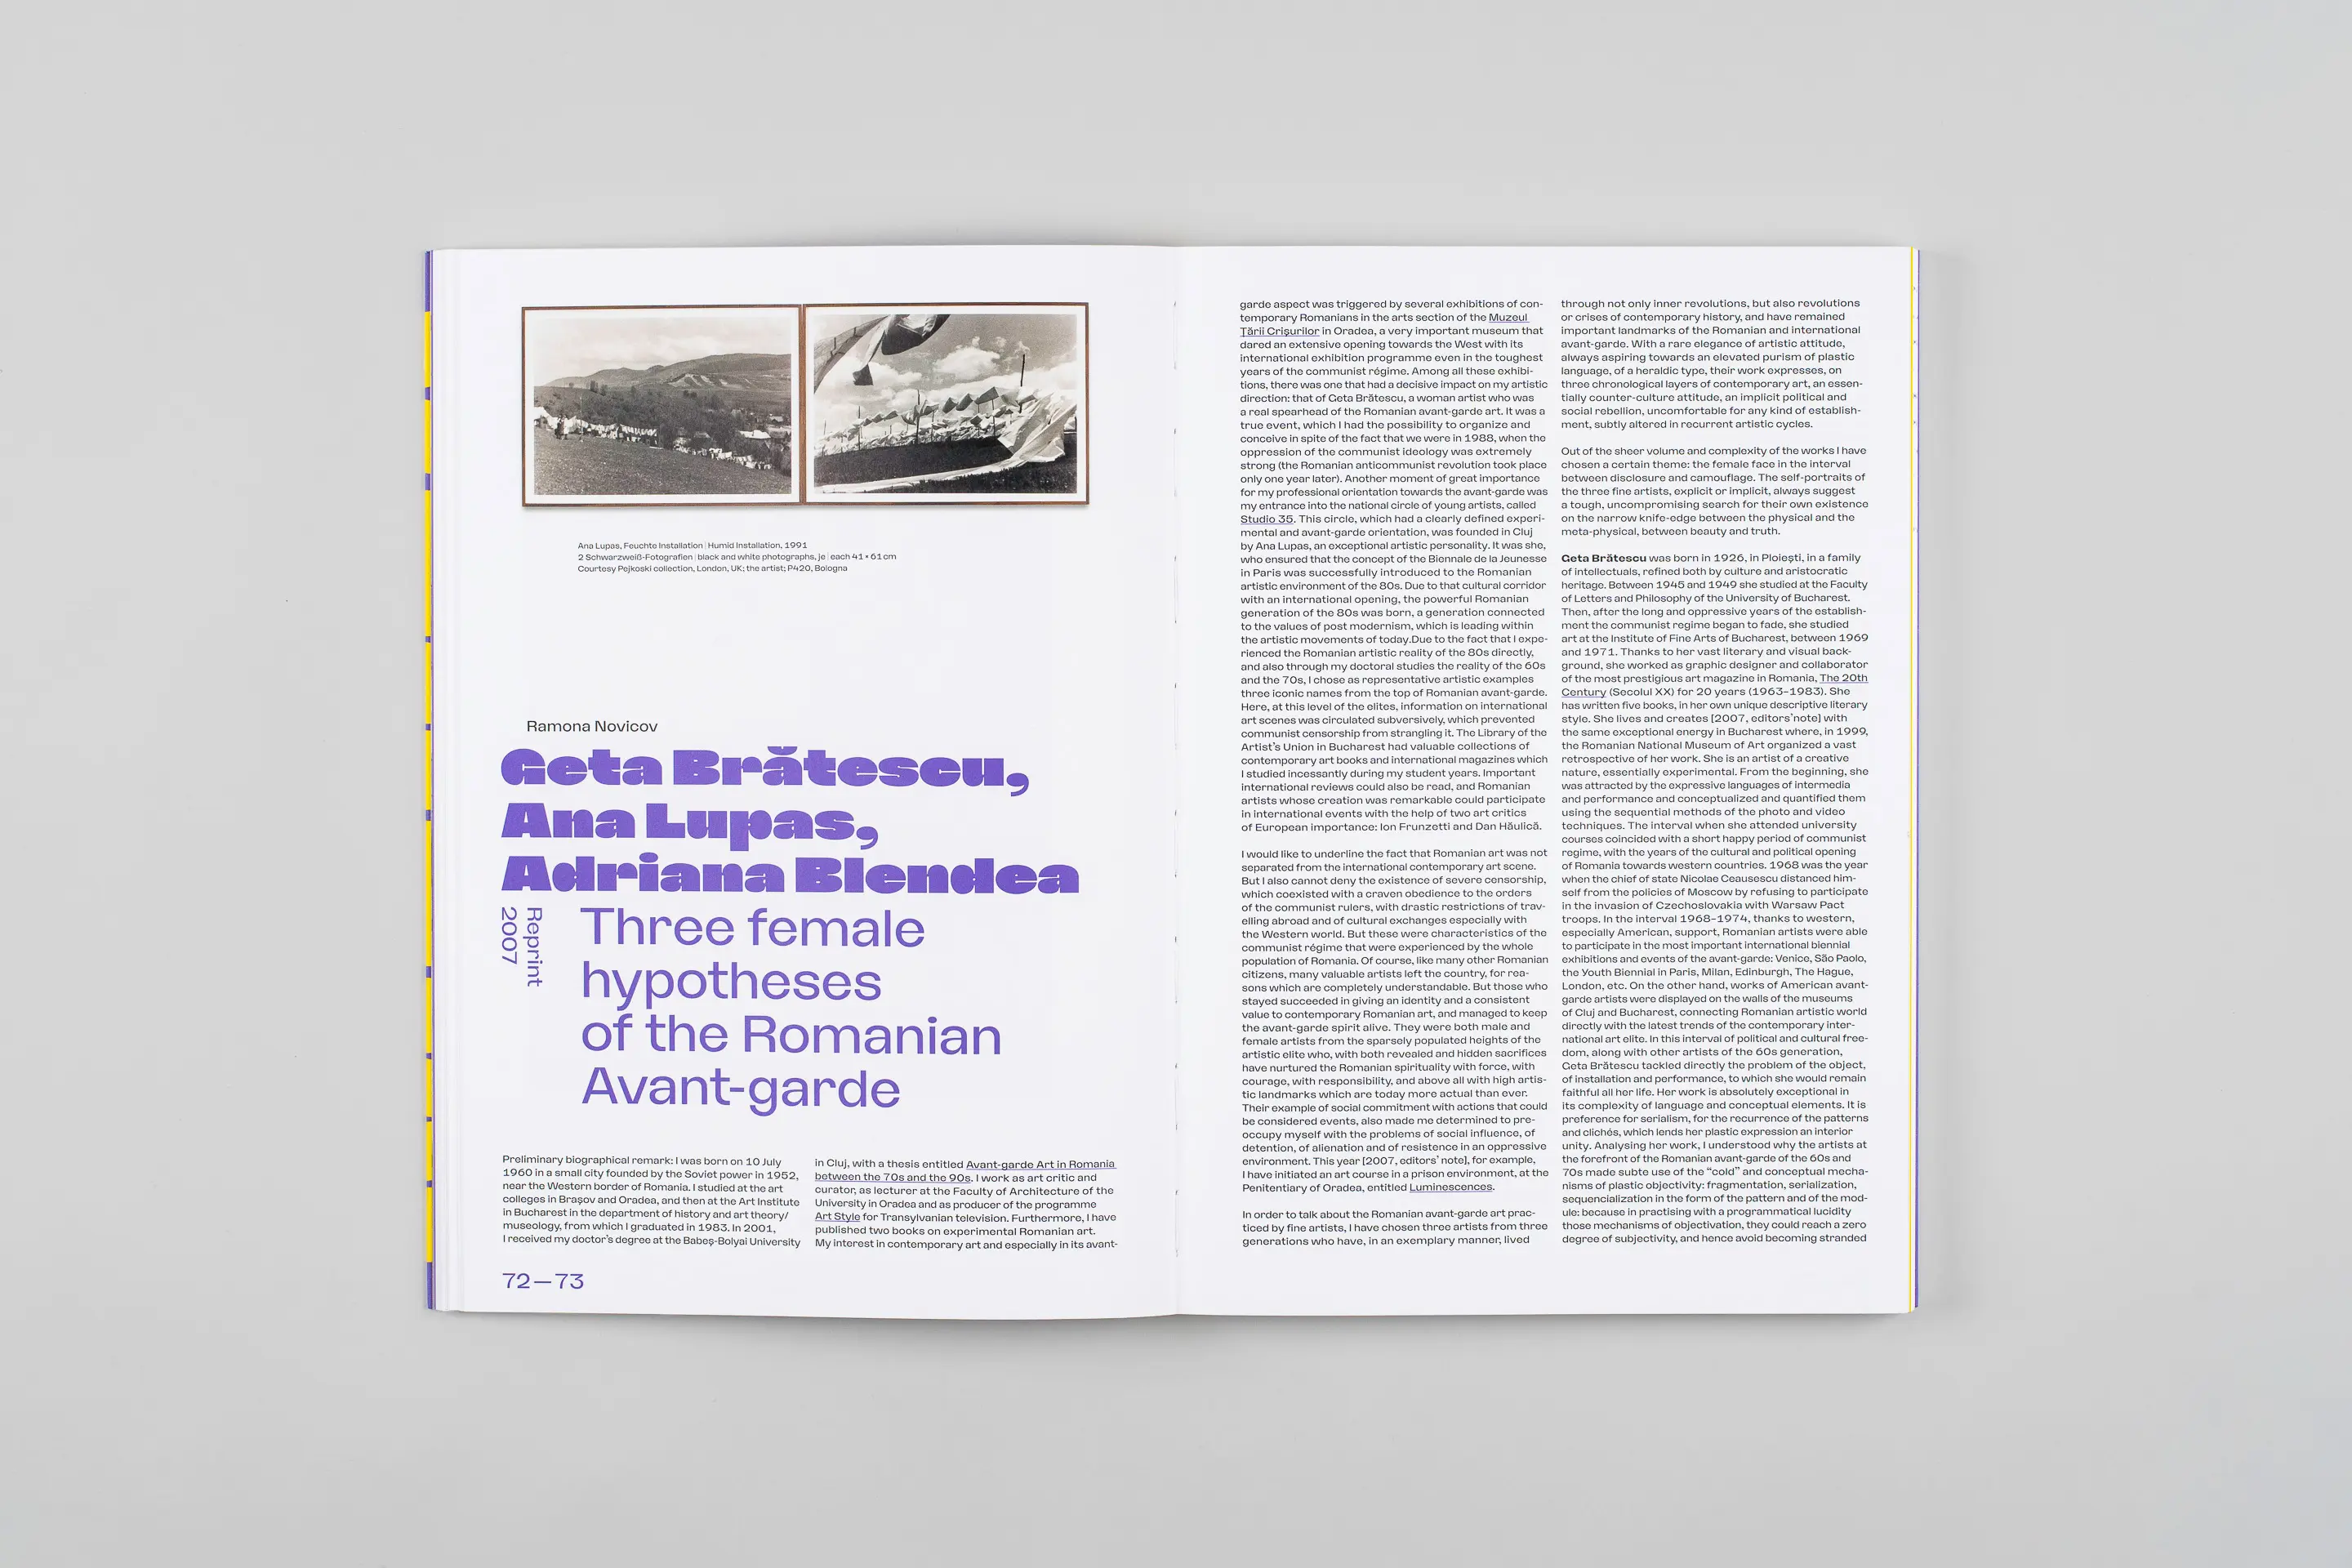 Ana Lupas, Feuchte Installation | Humid Installation, 1991
2 Schwarzweiß-Fotografien | black and white photographs, je | each 41 × 61 cm
Courtesy Pejkoski collection, London, UK; the artist; P420, Bologna
Ramona Novicov
Geta Brătescu,
Ana Lupas,
Adriana Blendea
Reprint
2007
Three female
hypotheses
of the Romanian
Avant-garde
Preliminary biographical remark: I was born on 10 July
1960 in a small city founded by the Soviet power in 1952,
near the Western border of Romania. I studied at the art
colleges in Brașov and Oradea, and then at the Art Institute
in Bucharest in the department of history and art theory/
museology, from which I graduated in 1983. In 2001,
I received my doctor's degree at the Babeș-Bolyai University
in Cluj, with a thesis entitled Avant-garde Art in Romania
between the 70s and the 90s. I work as art critic and
curator, as lecturer at the Faculty of Architecture of the
University in Oradea and as producer of the programme
Art Style for Transylvanian television. Furthermore, I have
published two books on experimental Romanian art.
My interest in contemporary art and especially in its avant-
72—73
garde aspect was triggered by several exhibitions of con-
temporary Romanians in the arts section of the Muzeul
Țării Crișurilor in Oradea, a very important museum that
dared an extensive opening towards the West with its
international exhibition programme even in the toughest
years of the communist régime. Among all these exhibi-
tions, there was one that had a decisive impact on my artistic
direction: that of Geta Brătescu, a woman artist who was
a real spearhead of the Romanian avant-garde art. It was a
true event, which I had the possibility to organize and
conceive in spite of the fact that we were in 1988, when the
oppression of the communist ideology was extremely
strong (the Romanian anticommunist revolution took place
only one year later). Another moment of great importance
for my professional orientation towards the avant-garde was
my entrance into the national circle of young artists, called
Studio 35. This circle, which had a clearly defined experi-
mental and avant-garde orientation, was founded in Cluj
by Ana Lupas, an exceptional artistic personality. It was she,
who ensured that the concept of the Biennale de la Jeunesse
in Paris was successfully introduced to the Romanian
artistic environment of the 80s. Due to that cultural corridor
with an international opening, the powerful Romanian
generation of the 80s was born, a generation connected
to the values of post modernism, which is leading within
the artistic movements of today.Due to the fact that I expe-
rienced the Romanian artistic reality of the 80s directly,
and also through my doctoral studies the reality of the 60s
and the 70s, I chose as representative artistic examples
three iconic names from the top of Romanian avant-garde.
Here, at this level of the elites, information on international
art scenes was circulated subversively, which prevented
communist censorship from strangling it. The Library of the
Artist's Union in Bucharest had valuable collections of
contemporary art books and international magazines which
I studied incessantly during my student years. Important
international reviews could also be read, and Romanian
artists whose creation was remarkable could participate
in international events with the help of two art critics
of European importance: Ion Frunzetti and Dan Hăulică.
I would like to underline the fact that Romanian art was not
separated from the international contemporary art scene.
But I also cannot deny the existence of severe censorship,
which coexisted with a craven obedience to the orders
of the communist rulers, with drastic restrictions of trav-
elling abroad and of cultural exchanges especially with
the Western world. But these were characteristics of the
communist régime that were experienced by the whole
population of Romania. Of course, like many other Romanian
citizens, many valuable artists left the country, for rea-
sons which are completely understandable. But those who
stayed succeeded in giving an identity and a consistent
value to contemporary Romanian art, and managed to keep
the avant-garde spirit alive. They were both male and
female artists from the sparsely populated heights of the
artistic elite who, with both revealed and hidden sacrifices
have nurtured the Romanian spirituality with force, with
courage, with responsibility, and above all with high artis-
tic landmarks which are today more actual than ever.
Their example of social commitment with actions that could
be considered events, also made me determined to pre-
occupy myself with the problems of social influence, of
detention, of alienation and of resistence in an oppressive
environment. This year [2007, editors' note], for example,
I have initiated an art course in a prison environment, at the
Penitentiary of Oradea, entitled Luminescences.
In order to talk about the Romanian avant-garde art prac-
ticed by fine artists, I have chosen three artists from three
generations who have, in an exemplary manner, lived
through not only inner revolutions, but also revolutions
or crises of contemporary history, and have remained
important landmarks of the Romanian and international
avant-garde. With a rare elegance of artistic attitude,
always aspiring towards an elevated purism of plastic
language, of a heraldic type, their work expresses, on
three chronological layers of contemporary art, an essen-
tially counter-culture attitude, an implicit political and
social rebellion, uncomfortable for any kind of establish-
ment, subtly altered in recurrent artistic cycles.
Out of the sheer volume and complexity of the works I have
chosen a certain theme: the female face in the interval
between disclosure and camouflage. The self-portraits of
the three fine artists, explicit or implicit, always suggest
a tough, uncompromising search for their own existence
on the narrow knife-edge between the physical and the
meta-physical, between beauty and truth.
Geta Brătescu was born in 1926, in Ploiești, in a family
of intellectuals, refined both by culture and aristocratic
heritage. Between 1945 and 1949 she studied at the Faculty
of Letters and Philosophy of the University of Bucharest.
Then, after the long and oppressive years of the establish-
ment the communist regime began to fade, she studied
art at the Institute of Fine Arts of Bucharest, between 1969
and 1971. Thanks to her vast literary and visual back-
ground, she worked as graphic designer and collaborator
of the most prestigious art magazine in Romania, The 20th
Century (Secolul XX) for 20 years (1963–1983). She
has written five books, in her own unique descriptive literary
style. She lives and creates [2007, editors'note] with
the same exceptional energy in Bucharest where, in 1999,
the Romanian National Museum of Art organized a vast
retrospective of her work. She is an artist of a creative
nature, essentially experimental. From the beginning, she
was attracted by the expressive languages of intermedia
and performance and conceptualized and quantified them
using the sequential methods of the photo and video
techniques. The interval when she attended university
courses coincided with a short happy period of communist
regime, with the years of the cultural and political opening
of Romania towards western countries. 1968 was the year
when the chief of state Nicolae Ceausescu distanced him-
self from the policies of Moscow by refusing to participate
in the invasion of Czechoslovakia with Warsaw Pact
troops. In the interval 1968–1974, thanks to western,
especially American, support, Romanian artists were able
to participate in the most important international biennial
exhibitions and events of the avant-garde: Venice, São Paolo,
the Youth Biennial in Paris, Milan, Edinburgh, The Hague,
London, etc. On the other hand, works of American avant-
garde artists were displayed on the walls of the museums
of Cluj and Bucharest, connecting Romanian artistic world
directly with the latest trends of the contemporary inter-
national art elite. In this interval of political and cultural free-
dom, along with other artists of the 60s generation,
Geta Brătescu tackled directly the problem of the object,
of installation and performance, to which she would remain
faithful all her life. Her work is absolutely exceptional in
its complexity of language and conceptual elements. It is
preference for serialism, for the recurrence of the patterns
and clichés, which lends her plastic expression an interior
unity. Analysing her work, I understood why the artists at
the forefront of the Romanian avant-garde of the 60s and
70s made subte use of the “cold” and conceptual mecha-
nisms of plastic objectivity: fragmentation, serialization,
sequencialization in the form of the pattern and of the mod-
ule: because in practising with a programmatical lucidity
those mechanisms of objectivation, they could reach a zero
degree of subjectivity, and hence avoid becoming stranded